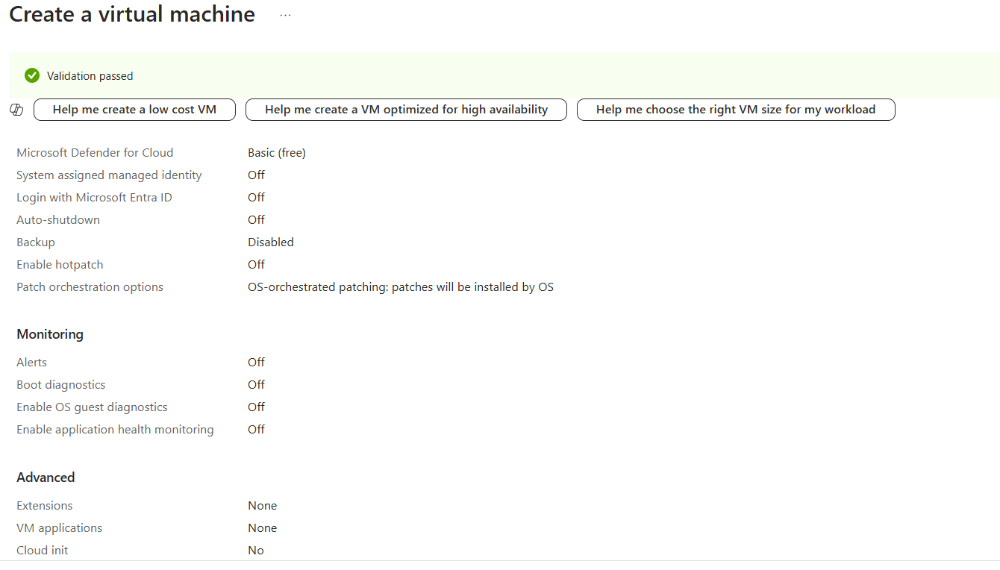 Create a virtual machine ...
Validation passed
Help me create a low cost VM Help me create a VM optimized for high availability Help me choose the right VM size for my workload
Microsoft Defender for Cloud Basic (free)
System assigned managed identity Off
Login with Microsoft Entra ID Off
Auto-shutdown Off
Backup Disabled
Enable hotpatch Off
Patch orchestration options OS-orchestrated patching: patches will be installed by OS
Monitoring
Alerts Off
Boot diagnostics Off
Enable OS guest diagnostics Off
Enable application health monitoring Off
Advanced
Extensions None
VM applications None
Cloud init No